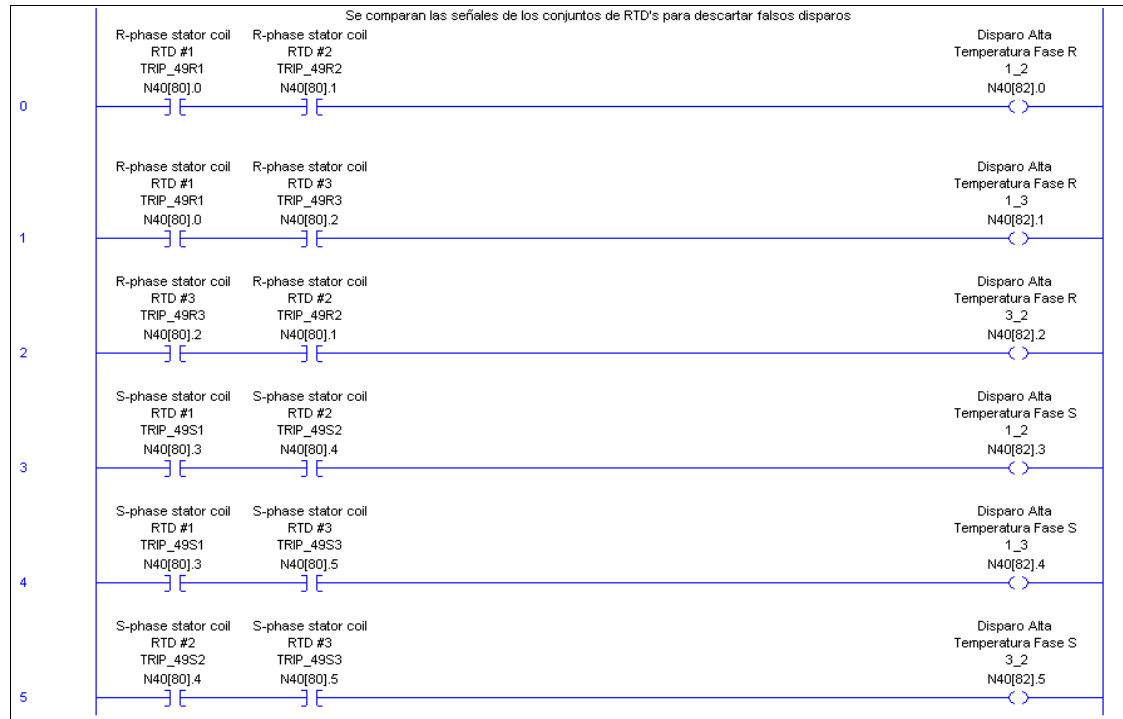 Se comparan las señales de los conjuntos de RTD's para descartar falsos disparos
R-phase stator coil R-phase stator coil Disparo Alta
RTD #1 RTD #2 Temperatura Fase R
TRIP_49R1 TRIP_49R2 1_2
N40[80].0 N40[80].1 N40[82].0
0
R-phase stator coil R-phase stator coil Disparo Alta
RTD #1 RTD #3 Temperatura Fase R
TRIP_49R1 TRIP_49R3 1_3
N40[80].0 N40[80].2 N40[82].1
1
R-phase stator coil R-phase stator coil Disparo Alta
RTD #3 RTD #2 Temperatura Fase R
TRIP_49R3 TRIP_49R2 3_2
N40[80].2 N40[80].1 N40[82].2
2
S-phase stator coil S-phase stator coil Disparo Alta
RTD #1 RTD #2 Temperatura Fase S
TRIP_49S1 TRIP_49S2 1_2
N40[80].3 N40[80].4 N40[82].3
3
S-phase stator coil S-phase stator coil Disparo Alta
RTD #1 RTD #3 Temperatura Fase S
TRIP_49S1 TRIP_49S3 1_3
N40[80].3 N40[80].5 N40[82].4
4
S-phase stator coil S-phase stator coil Disparo Alta
RTD #2 RTD #3 Temperatura Fase S
TRIP_49S2 TRIP_49S3 3_2
N40[80].4 N40[80].5 N40[82].5
5